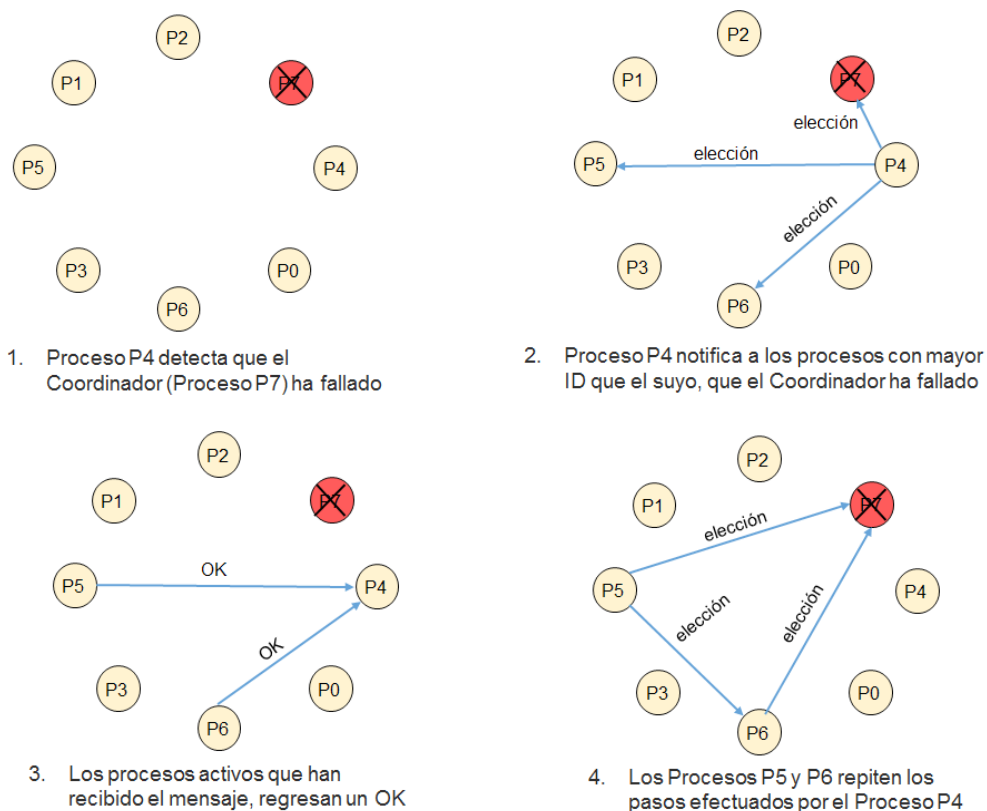 P2
P1
P7
P5
P4
P3
P0
P6
1. Proceso P4 detecta que el
Coordinador (Proceso P7) ha fallado
P2
P1
P7
elección
elección
P5
P4
elección
P3
P0
P6
2. Proceso P4 notifica a los procesos con mayor
ID que el suyo, que el Coordinador ha fallado
P2
P1
P7
OK
P5
P4
OK
P3
P0
P6
3. Los procesos activos que han
recibido el mensaje, regresan un OK
P2
P1
P7
elección
P5
P4
elección
elección
P3
P0
P6
4. Los Procesos P5 y P6 repiten los
pasos efectuados por el Proceso P4